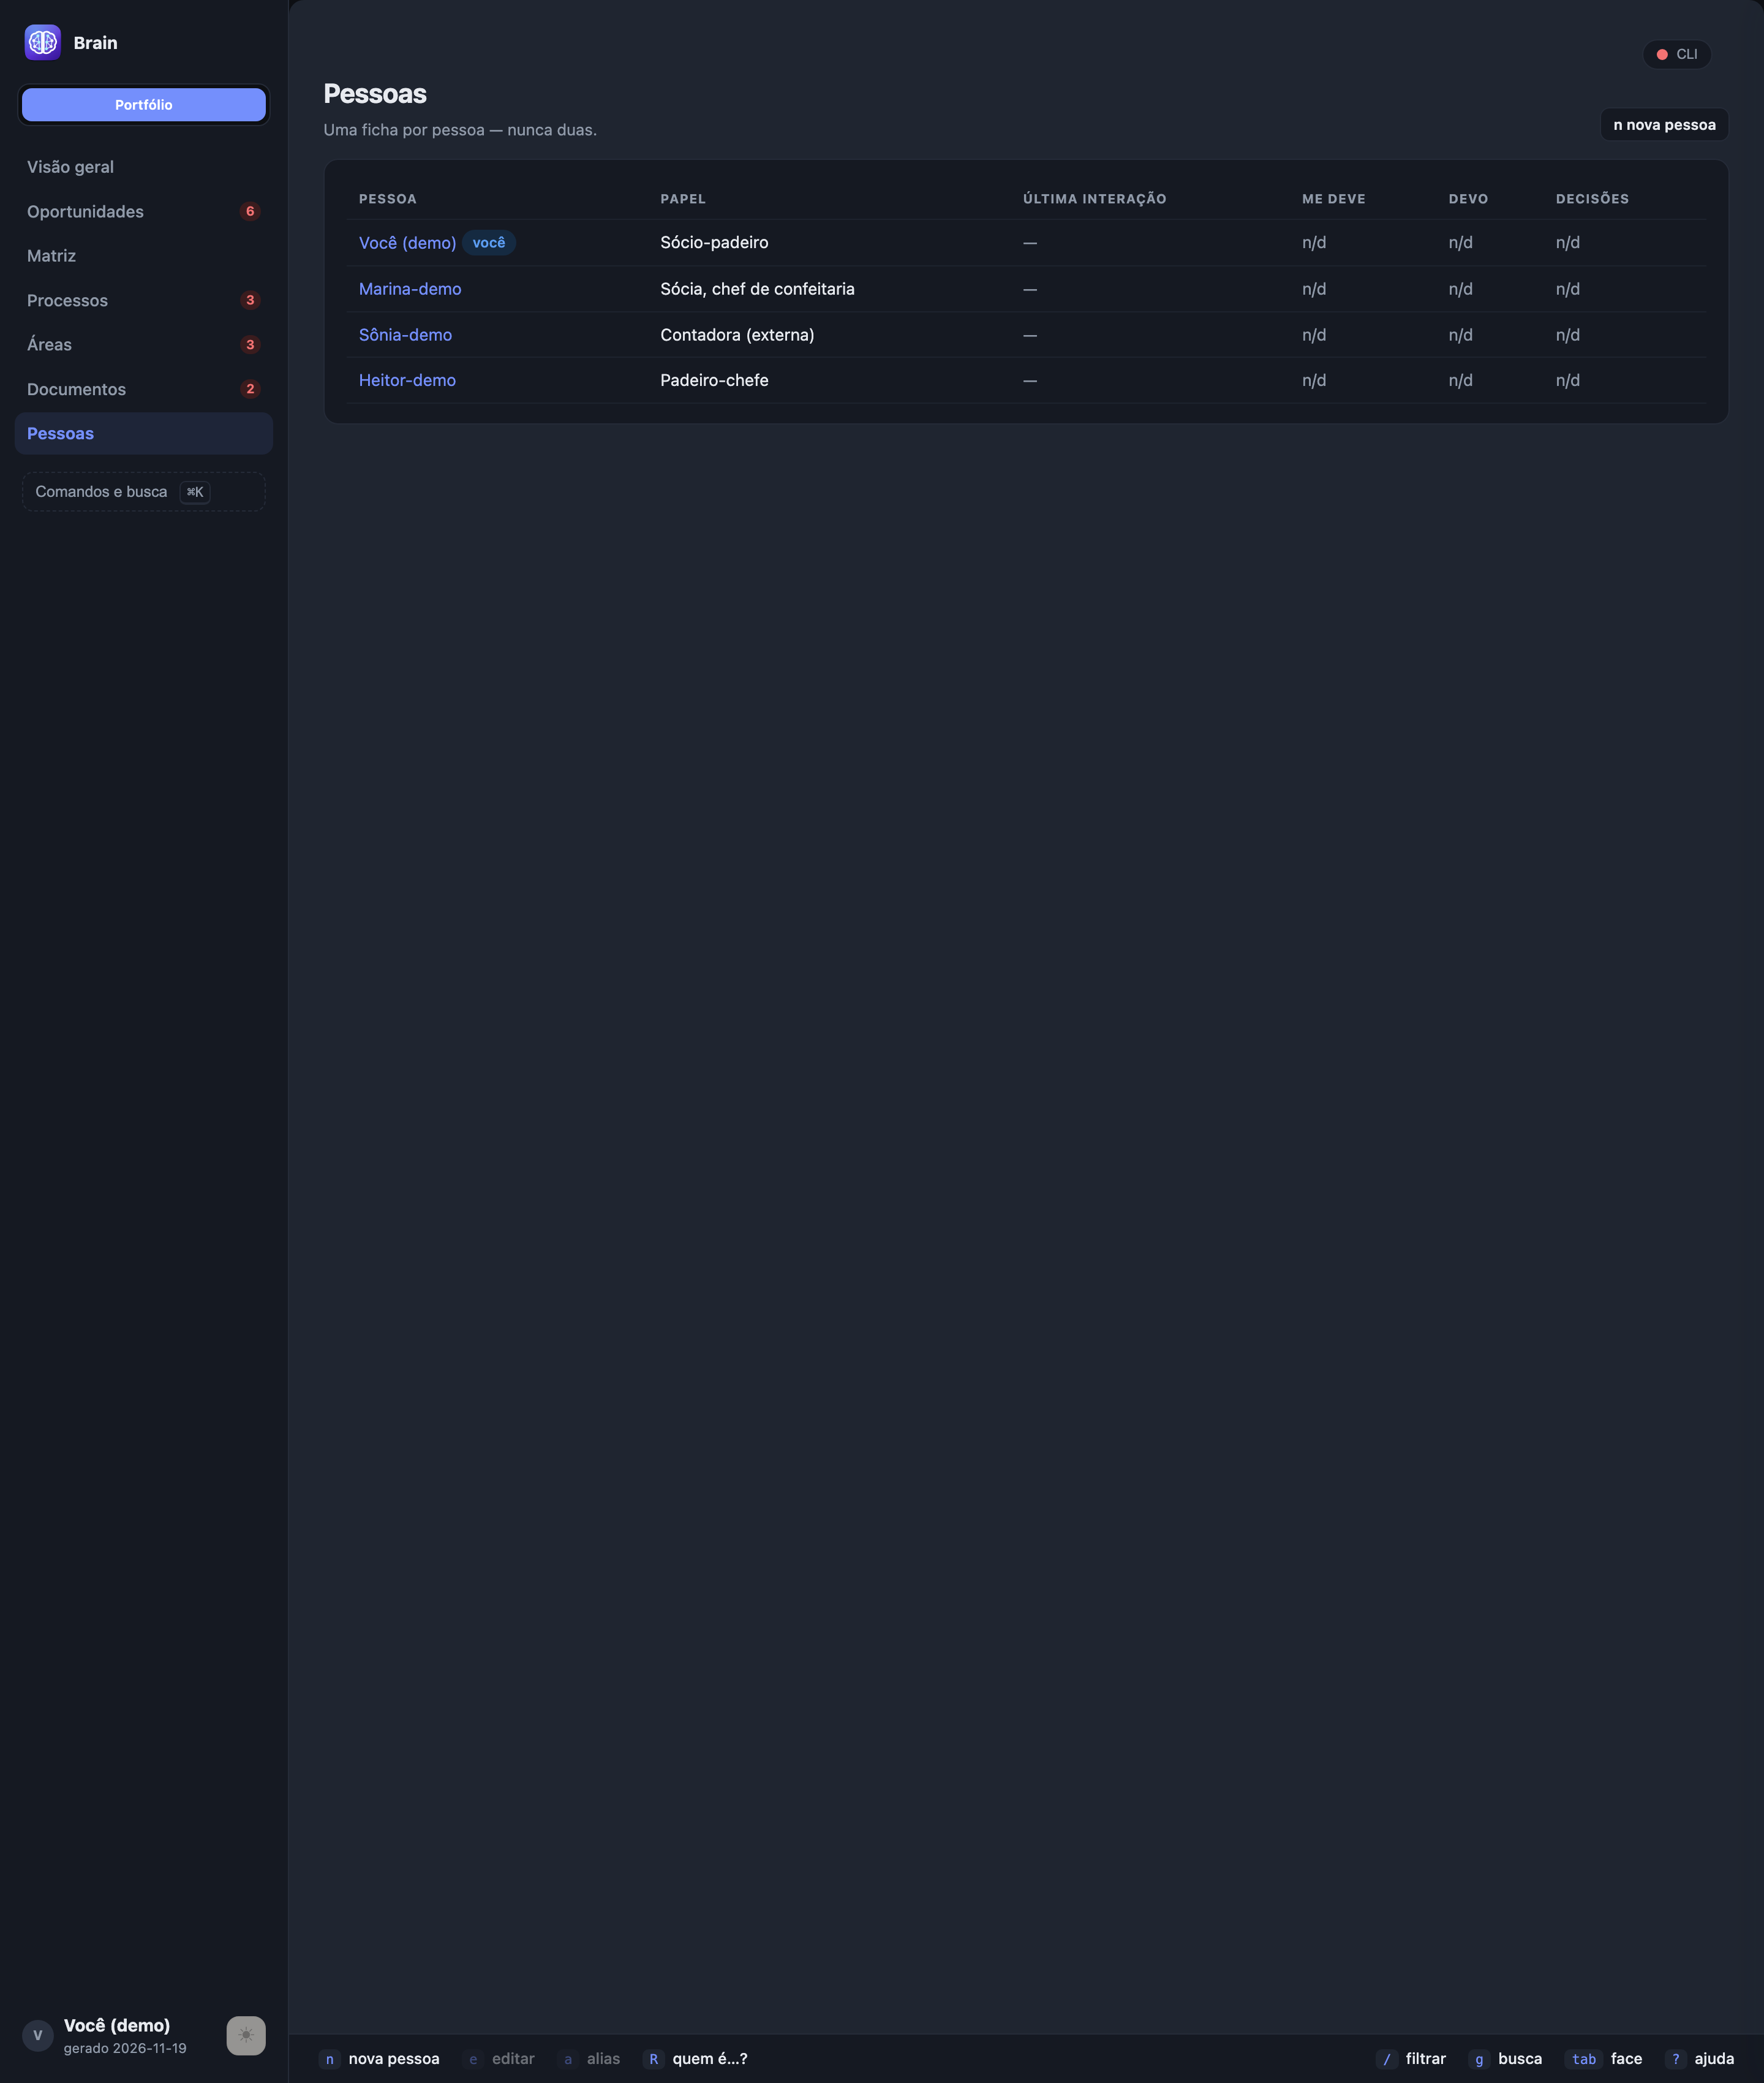 Brain
Portfólio
Visão geral
Oportunidades 6
Matriz
Processos 3
Áreas 3
Documentos 2
Pessoas
Comandos e busca ⌘K
CLI
Pessoas
Uma ficha por pessoa — nunca duas.
n nova pessoa
PESSOA PAPEL ÚLTIMA INTERAÇÃO ME DEVE DEVO DECISÕES
Você (demo) você Sócio-padeiro — n/d n/d n/d
Marina-demo Sócia, chef de confeitaria — n/d n/d n/d
Sônia-demo Contadora (externa) — n/d n/d n/d
Heitor-demo Padeiro-chefe — n/d n/d n/d
V Você (demo)
gerado 2026-11-19
n nova pessoa e editar a alias R quem é…? / filtrar g busca tab face ? ajuda